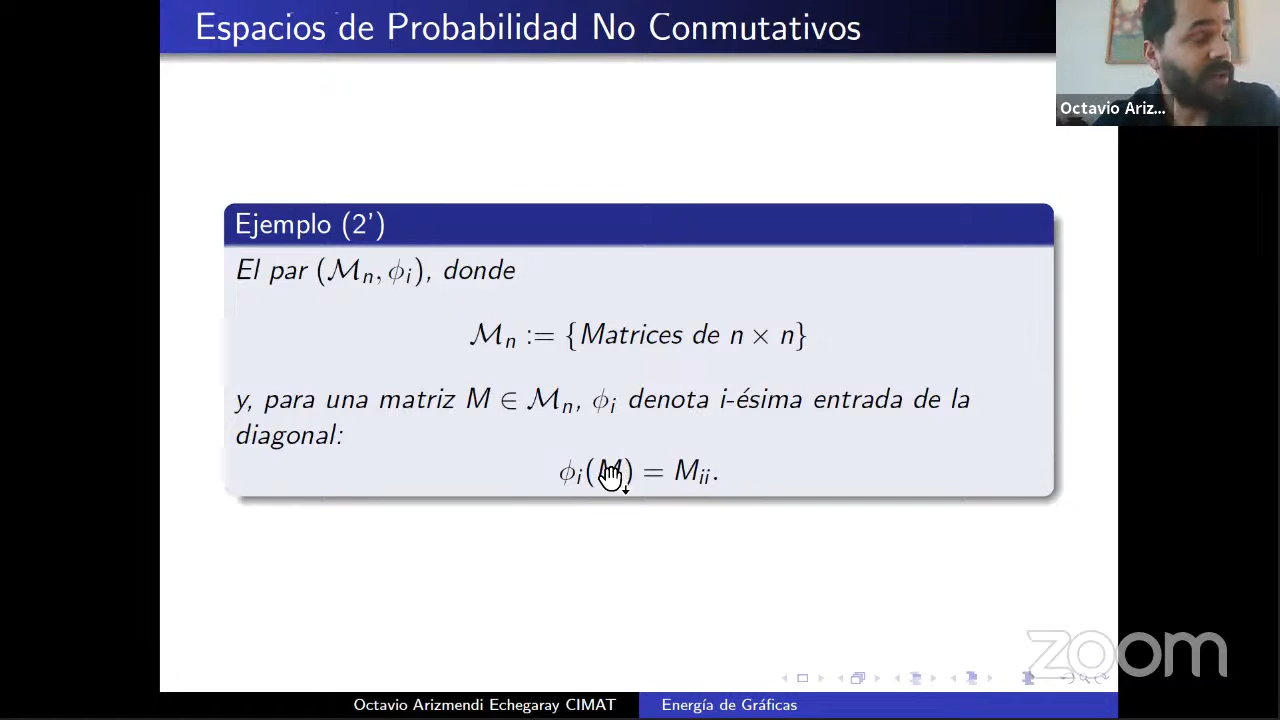 Espacios de Probabilidad No Conmutativos
Octavio Ariz...
Ejemplo (2')
El par (ℳₙ, ϕᵢ), donde
ℳₙ := {Matrices de n × n}
y, para una matriz M ∈ ℳₙ, ϕᵢ denota i-ésima entrada de la
diagonal:
ϕᵢ(M) = Mᵢᵢ.
zoom
Octavio Arizmendi Echegaray CIMAT
Energía de Gráficas